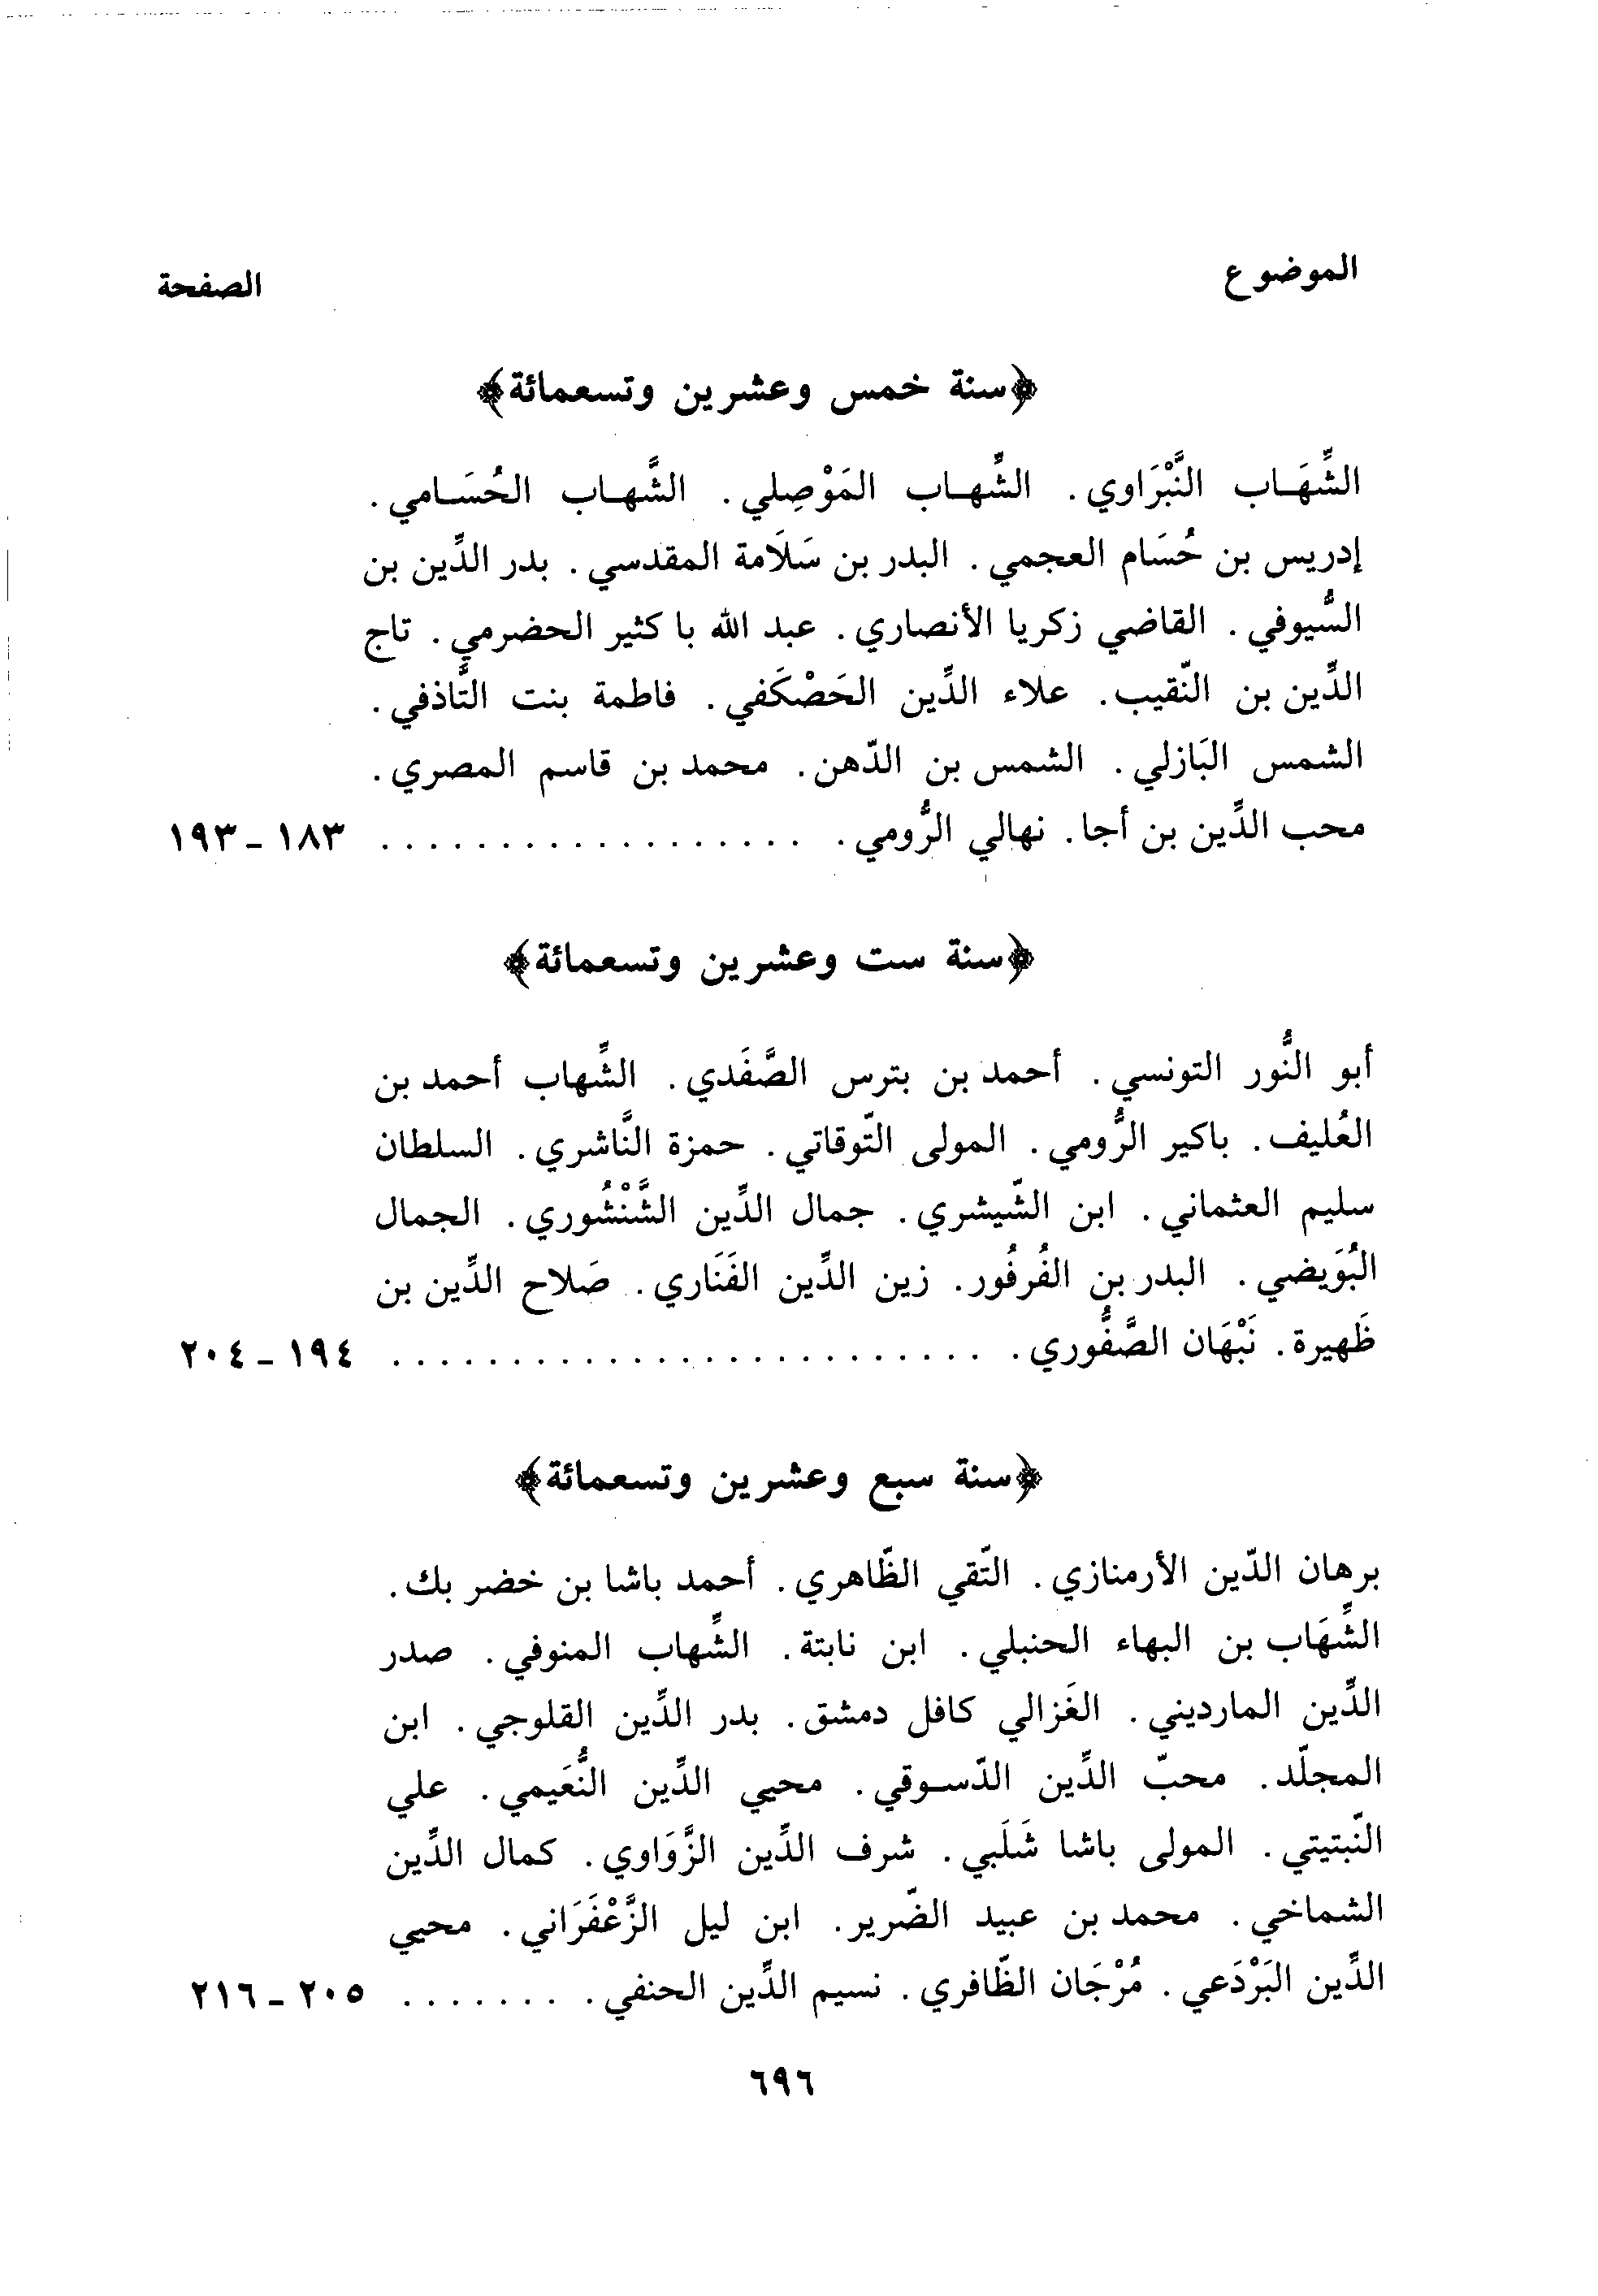 الموضوع الصفحة
﴿سنة خمس وعشرين وتسعمائة﴾
الشِّهَاب النَّبْرَاوي. الشِّهاب المَوْصِلي. الشَّهاب الحُسَامي.
إدريس بن حُسَام العجمي. البدر بن سَلَامة المقدسي. بدر الدِّين بن
السُّيوفي. القاضي زكريا الأنصاري. عبد الله با كثير الحضرمي. تاج
الدِّين بن النّقيب. علاء الدِّين الحَصْكَفي. فاطمة بنت التَّاذفي.
الشمس البَازلي. الشمس بن الدّهن. محمد بن قاسم المصري.
محب الدِّين بن أجا. نهالي الرُّومي. . . . . . . . . . . . . . . . . . . ١٨٣ - ١٩٣
﴿سنة ست وعشرين وتسعمائة﴾
أبو النُّور التونسي. أحمد بن بترس الصَّفَدي. الشِّهاب أحمد بن
العُليف. باكير الرُّومي. المولى التّوقاتي. حمزة النَّاشري. السلطان
سليم العثماني. ابن الشّيشري. جمال الدِّين الشَّنْشُوري. الجمال
البُوَيضي. البدر بن الفُرفُور. زين الدِّين الفَنَاري. صَلاح الدِّين بن
ظَهيرة. نَبْهَان الصَّفُّوري. . . . . . . . . . . . . . . . . . . . . . . . . . ١٩٤ - ٢٠٤
﴿سنة سبع وعشرين وتسعمائة﴾
برهان الدّين الأرمنازي. التّقي الظّاهري. أحمد باشا بن خضر بك.
الشِّهَاب بن البهاء الحنبلي. ابن نابتة. الشِّهاب المنوفي. صدر
الدِّين المارديني. الغَزالي كافل دمشق. بدر الدِّين القلوجي. ابن
المجلّد. محبّ الدِّين الدّسوقي. محيي الدِّين النُّعَيمي. علي
النّبتيتي. المولى باشا شَلَبي. شرف الدِّين الزَّوَاوي. كمال الدِّين
الشماخي. محمد بن عبيد الضّرير. ابن ليل الزَّعْفَرَاني. محيي
الدِّين البَرْدَعي. مُرْجَان الظّافري. نسيم الدِّين الحنفي. . . . . . . . ٢٠٥ - ٢١٦
٦٩٦